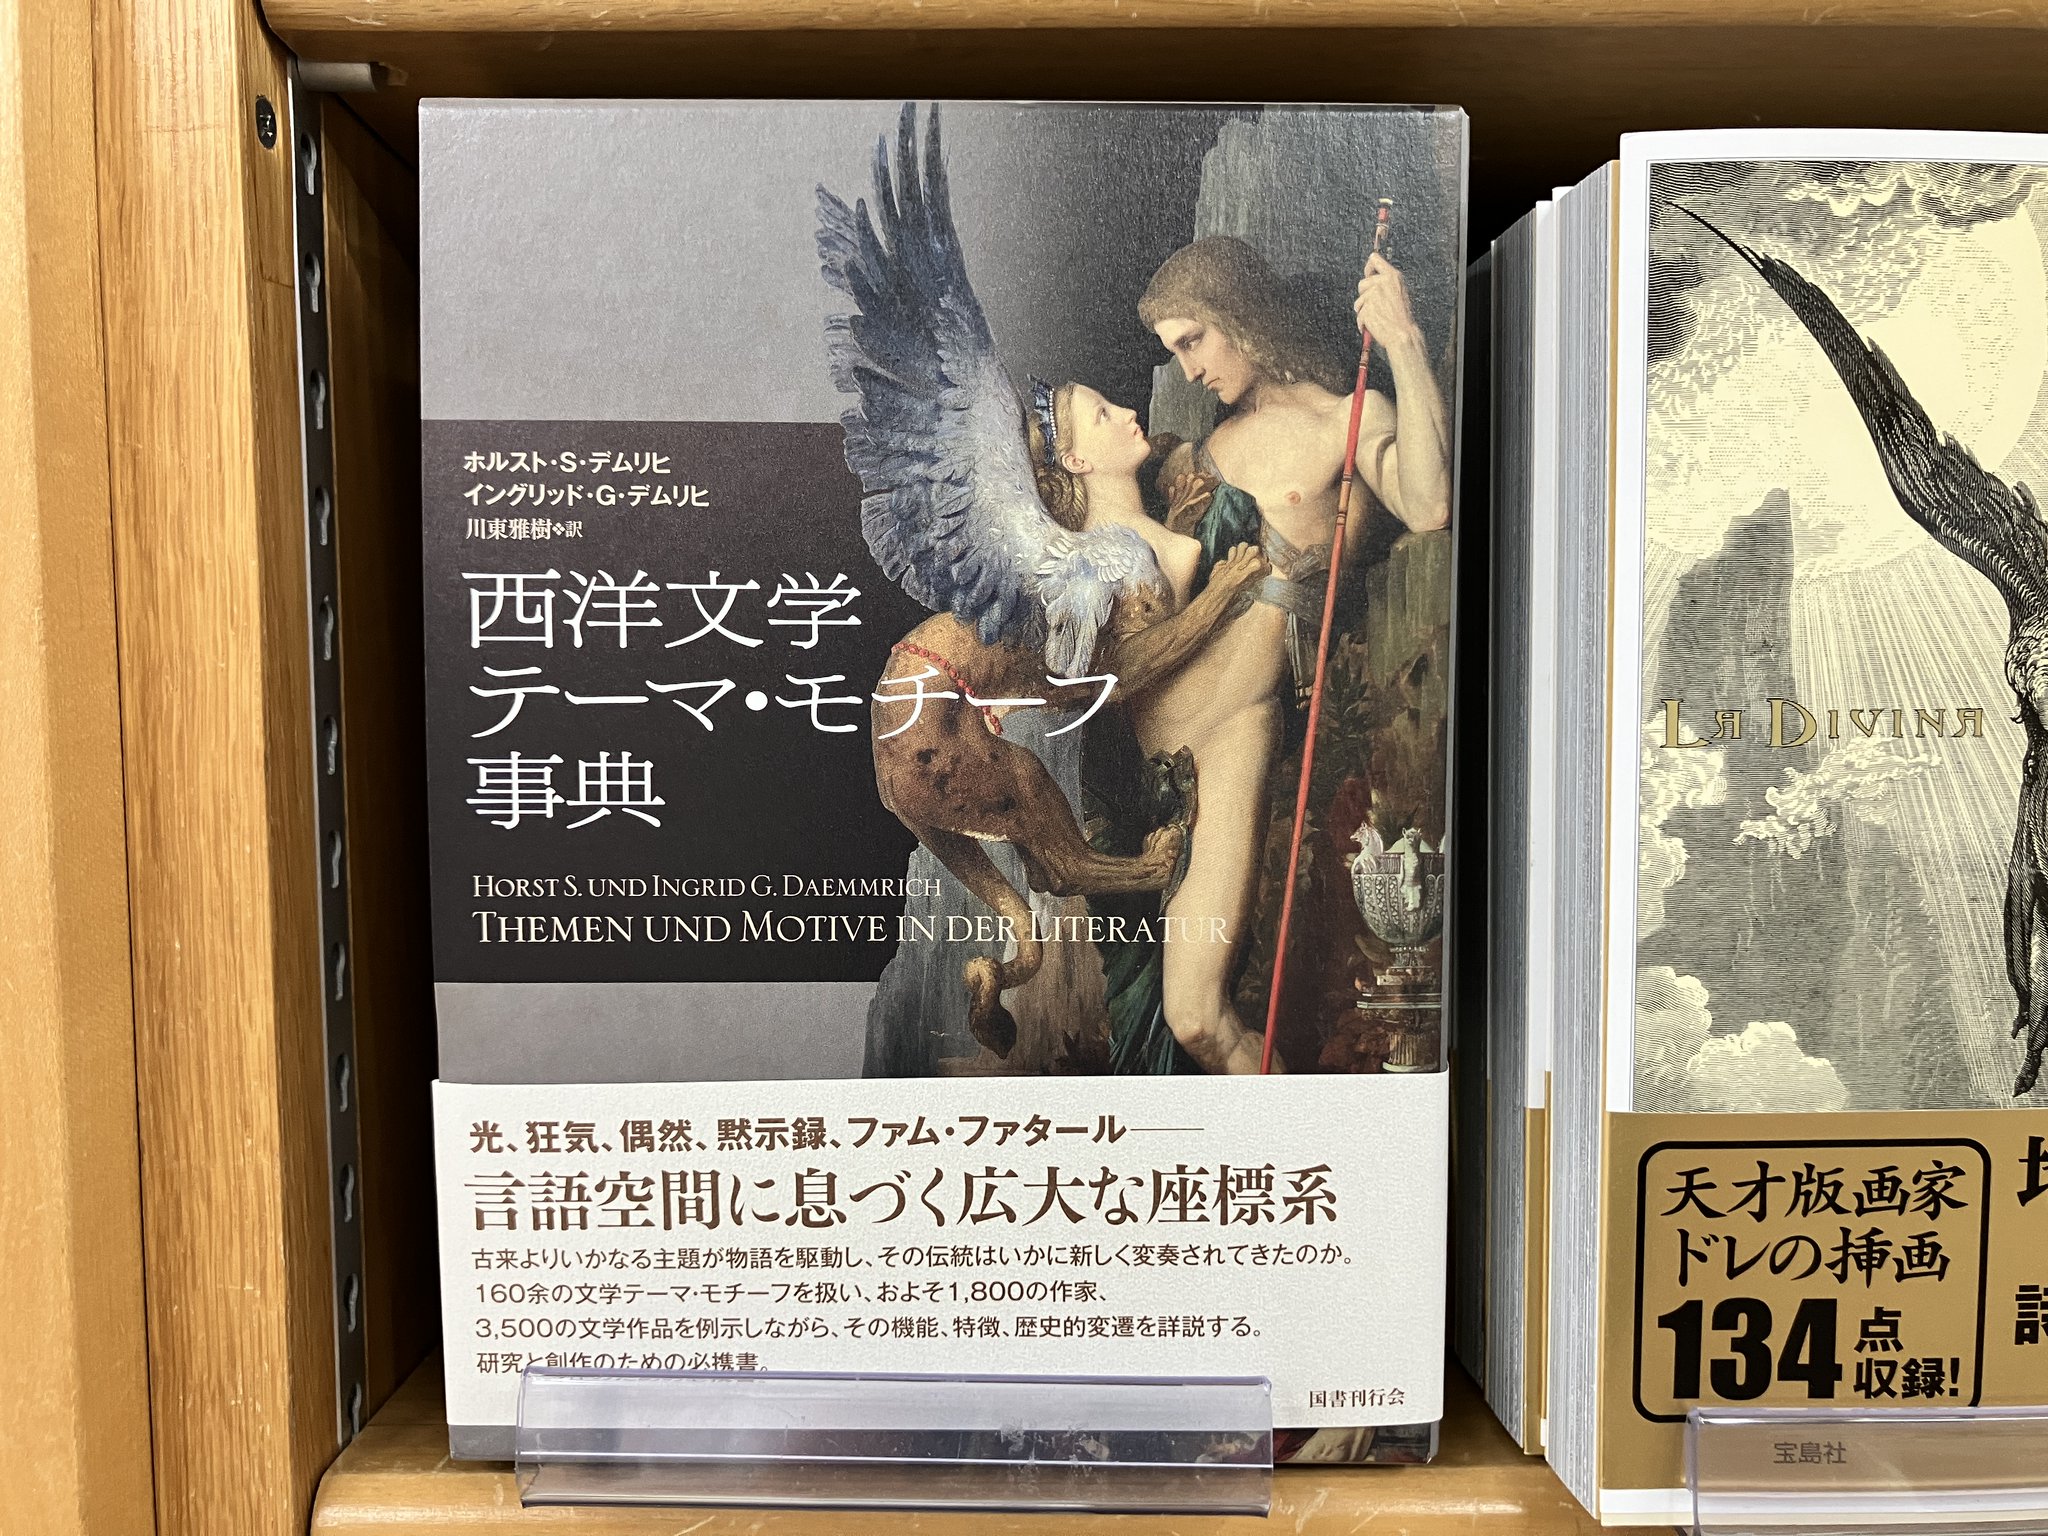 ホルスト・S・デムリヒ
イングリッド・G・デムリヒ
川東雅樹❖訳
西洋文学
テーマ・モチーフ
事典
HORST S. UND INGRID G. DAEMMRICH
THEMEN UND MOTIVE IN DER LITERATUR
光、狂気、偶然、黙示録、ファム・ファタール――
言語空間に息づく広大な座標系
古来よりいかなる主題が物語を駆動し、その伝統はいかに新しく変奏されてきたのか。
160余の文学テーマ・モチーフを扱い、およそ1,800の作家、
3,500の文学作品を例示しながら、その機能、特徴、歴史的変遷を詳説する。
研究と創作のための必携書。
国書刊行会
LA DIVINA
天才版画家
ドレの挿画
134点
収録!
宝島社